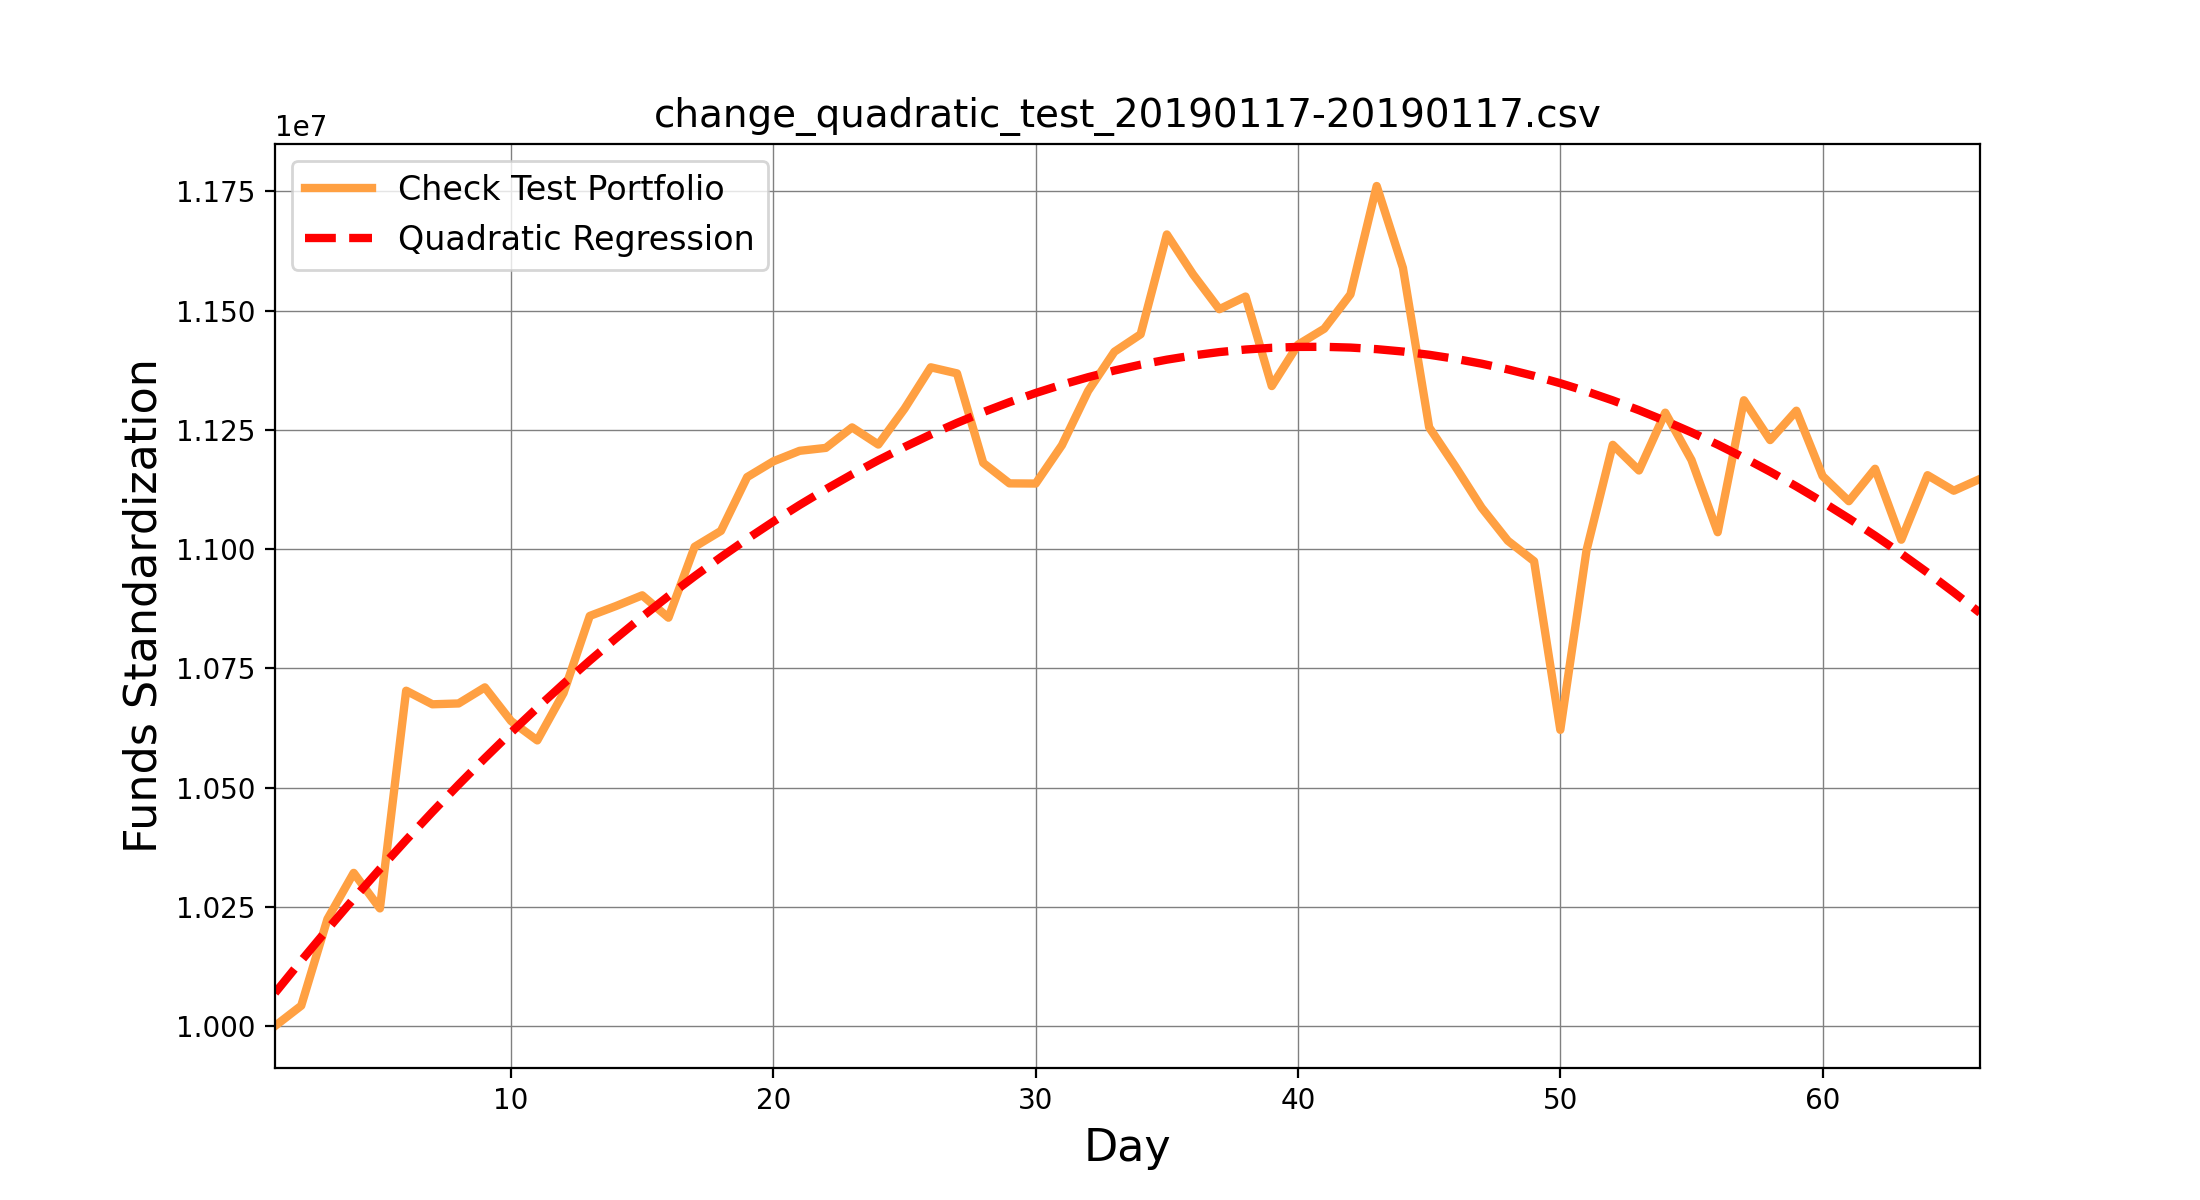 change_quadratic_test_20190117-20190117.csv
1e7
Check Test Portfolio
Quadratic Regression
1.175
1.150
1.125
1.100
1.075
1.050
1.025
1.000
Funds Standardization
10 20 30 40 50 60
Day